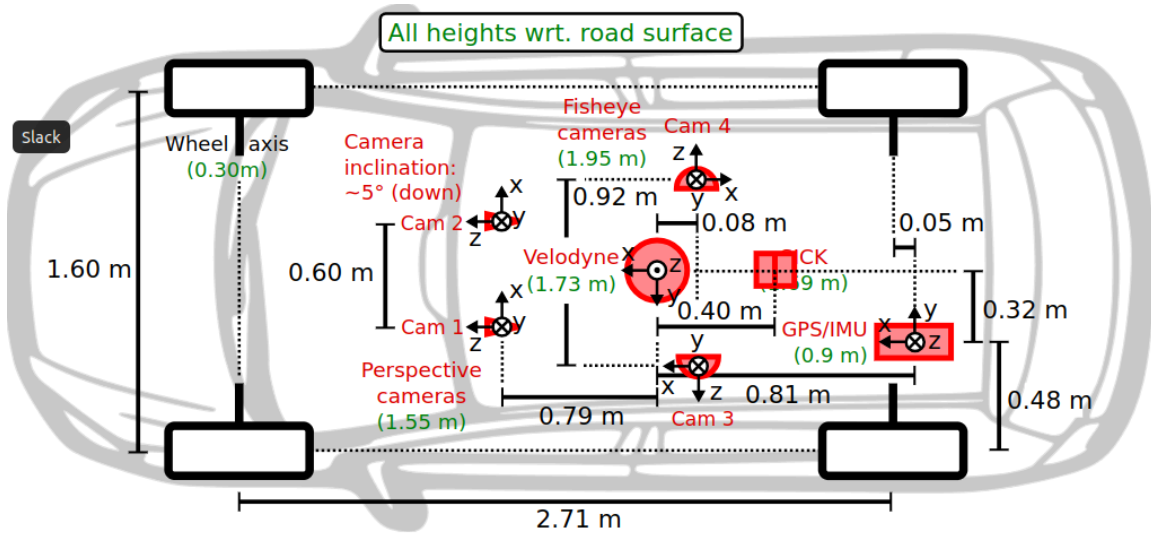 All heights wrt. road surface
Slack
Wheel axis
(0.30m)
Camera
inclination:
~5° (down)
Fisheye
cameras
(1.95 m)
Cam 4
z
x
y
0.92 m
0.08 m
0.05 m
x
Cam 2
y
z
1.60 m
0.60 m
Velodyne
(1.73 m)
x
z
y
0.40 m
0.32 m
x
Cam 1
y
z
GPS/IMU
(0.9 m)
y
x
z
Perspective
cameras
(1.55 m)
y
x
z
Cam 3
0.79 m
0.81 m
0.48 m
2.71 m